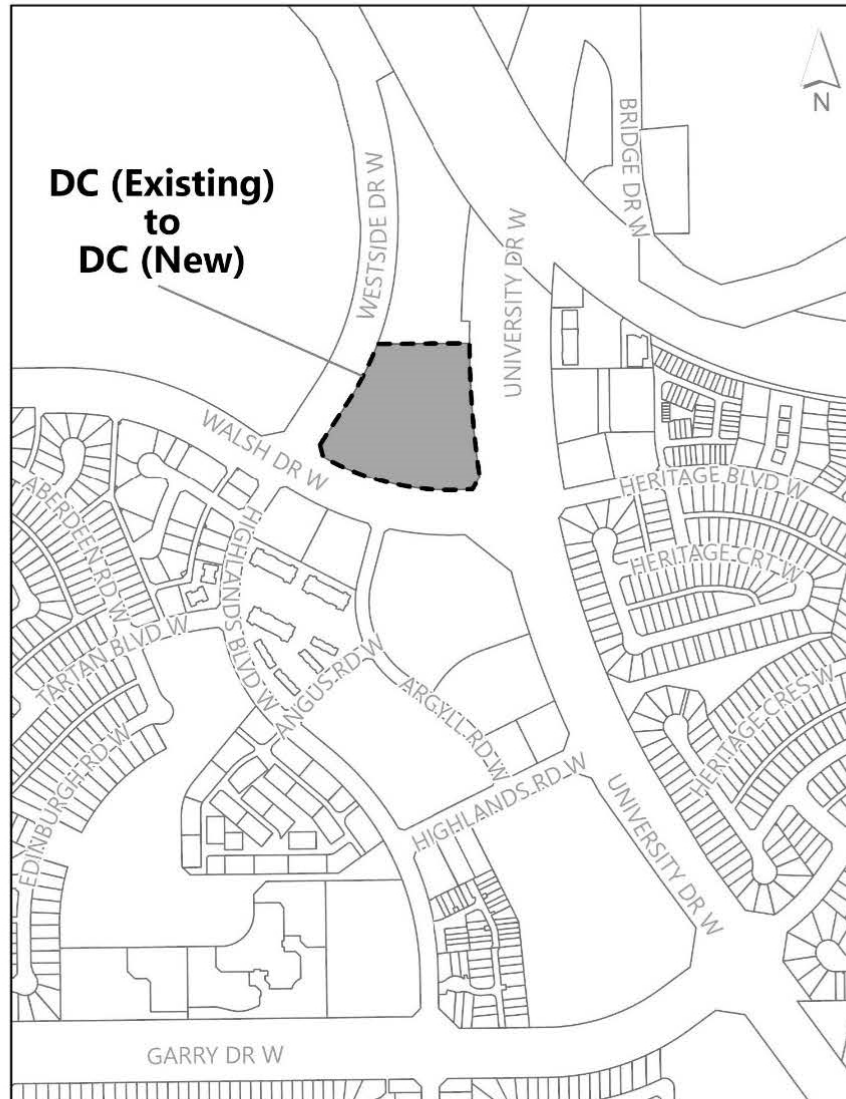 N
BRIDGE DR W
DC (Existing)
to
DC (New)
WESTSIDE DR W
UNIVERSITY DR W
WALSH DR W
HERITAGE BLVD W
ABERDEEN RD W
HIGHLANDS BLVD W
HERITAGE CRT W
TARTAN BLVD W
ANGUS RD W
ARGYLL RD W
HERITAGE CRES W
EDINBURGH RD W
HIGHLANDS RD W
UNIVERSITY DR W
GARRY DR W